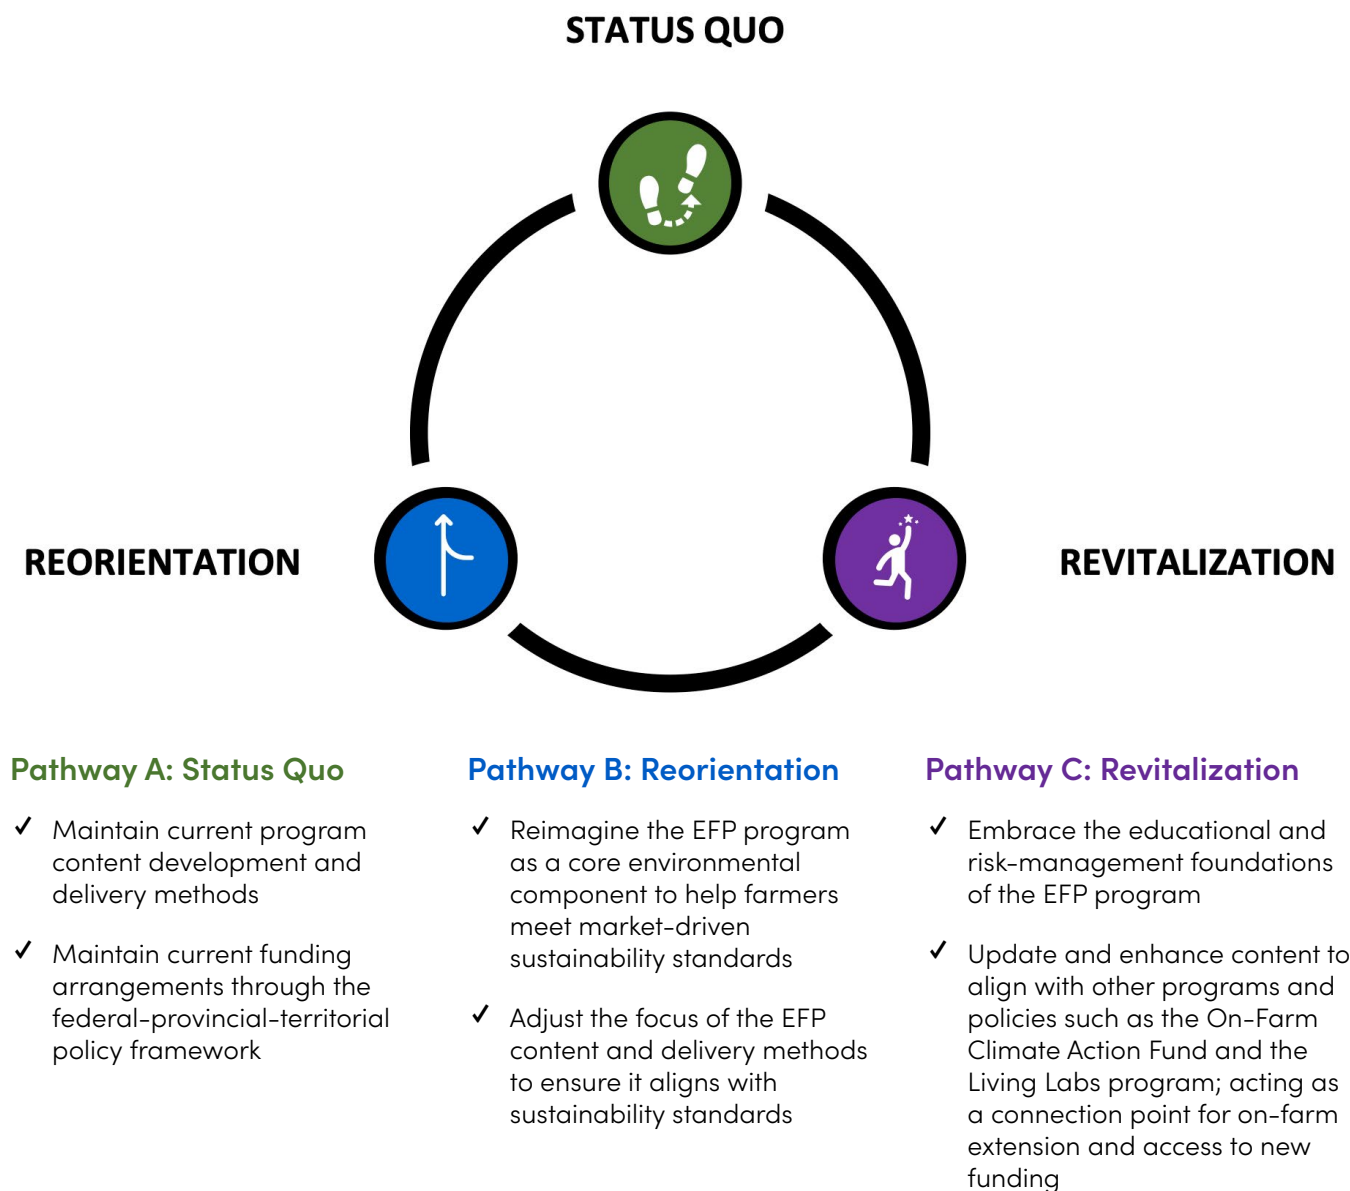 STATUS QUO
REORIENTATION
REVITALIZATION
Pathway A: Status Quo
✓ Maintain current program
content development and
delivery methods
✓ Maintain current funding
arrangements through the
federal-provincial-territorial
policy framework
Pathway B: Reorientation
✓ Reimagine the EFP program
as a core environmental
component to help farmers
meet market-driven
sustainability standards
✓ Adjust the focus of the EFP
content and delivery methods
to ensure it aligns with
sustainability standards
Pathway C: Revitalization
✓ Embrace the educational and
risk-management foundations
of the EFP program
✓ Update and enhance content to
align with other programs and
policies such as the On-Farm
Climate Action Fund and the
Living Labs program; acting as
a connection point for on-farm
extension and access to new
funding